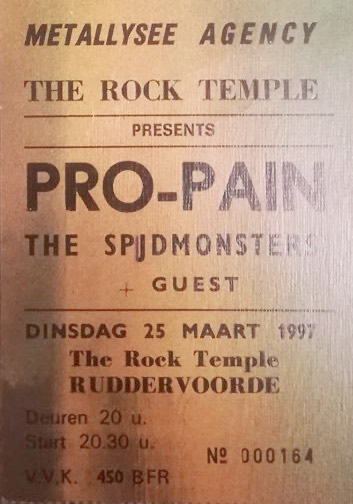 METALLYSEE AGENCY
THE ROCK TEMPLE
PRESENTS
PRO-PAIN
THE SPIJDMONSTERS
+ GUEST
DINSDAG 25 MAART 1997
The Rock Temple
RUDDERVOORDE
Deuren 20 u.
Start 20.30 u.
Nº 000164
V.V.K. 450 BFR